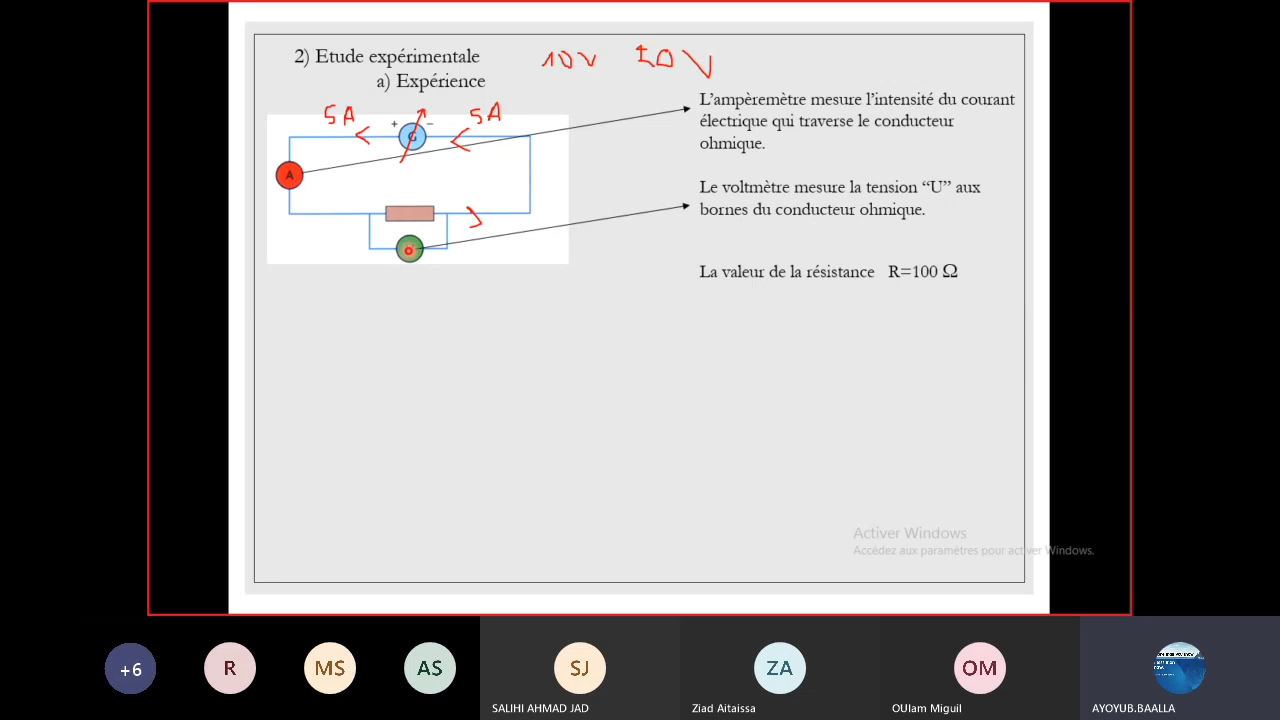 2) Etude expérimentale
a) Expérience
10V
20V
5A
5A
+
–
G
A
L’ampèremètre mesure l’intensité du courant
électrique qui traverse le conducteur
ohmique.
Le voltmètre mesure la tension “U” aux
bornes du conducteur ohmique.
La valeur de la résistance R=100 Ω
Activer Windows
Accédez aux paramètres pour activer Windows.
+6
R
MS
AS
SJ
SALIHI AHMAD JAD
ZA
Ziad Aitaissa
OM
OUlam Miguil
AYOYUB.BAALLA